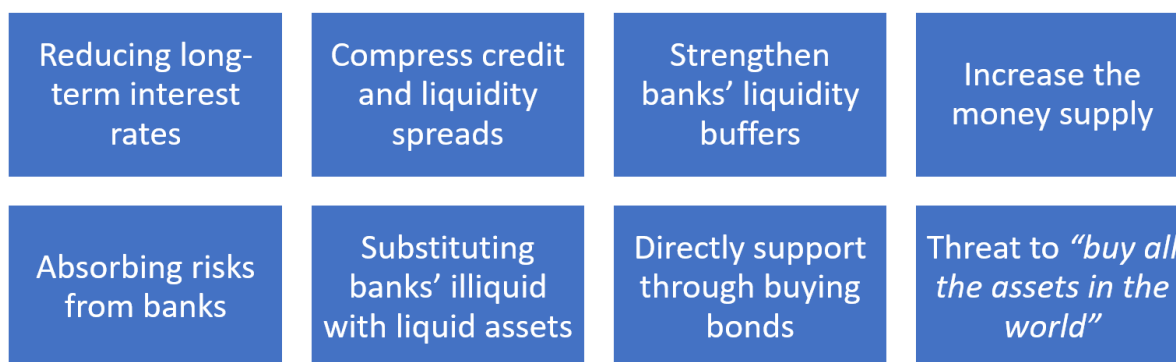 Reducing long-
term interest
rates
Compress credit
and liquidity
spreads
Strengthen
banks’ liquidity
buffers
Increase the
money supply
Absorbing risks
from banks
Substituting
banks’ illiquid
with liquid assets
Directly support
through buying
bonds
Threat to “buy all
the assets in the
world”